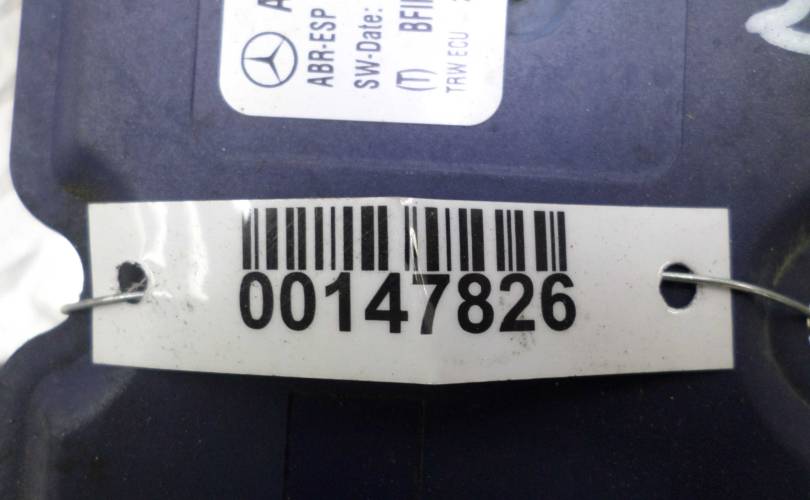 A
ABR-ESP
SW-Date:
(T) BFI
TRW ECU
00147826